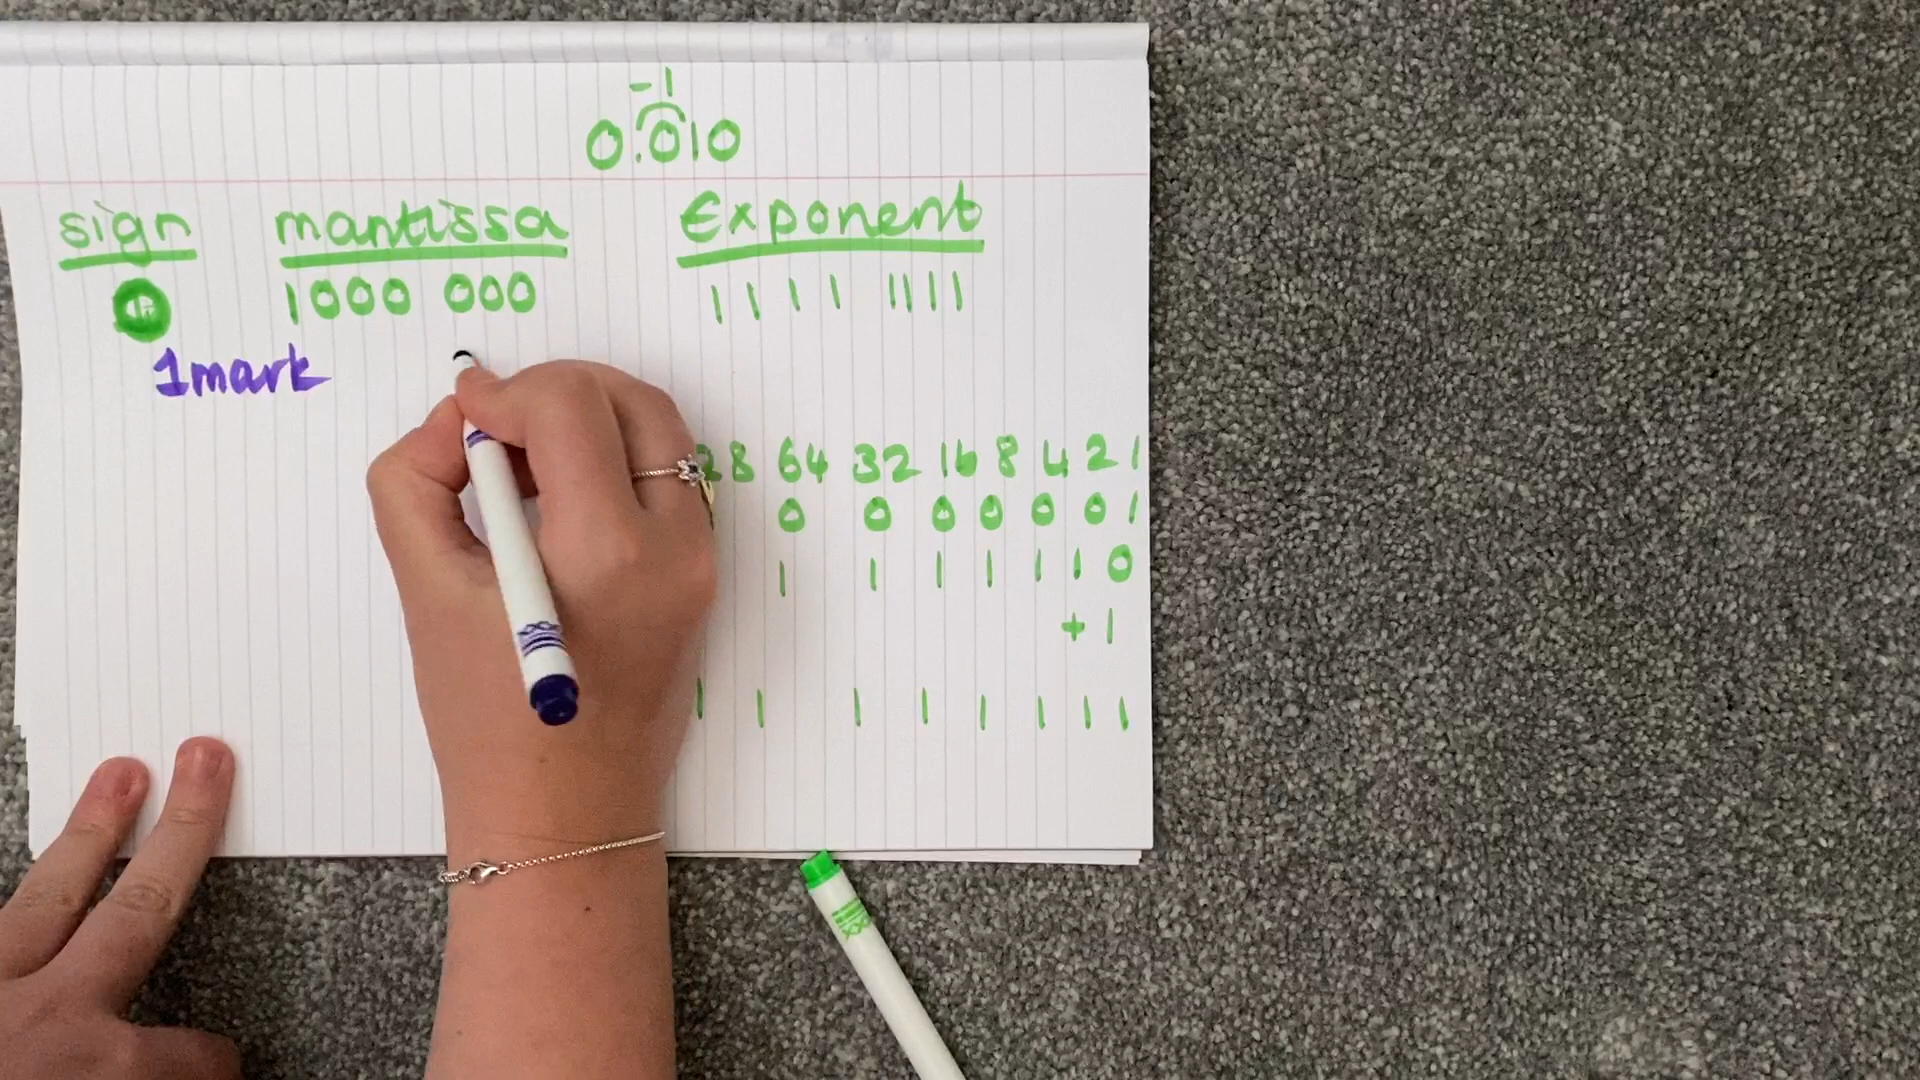 -1
0.010
sign mantissa Exponent
0 1000 000 1111 1111
1mark
28 64 32 16 8 4 2 1
0 0 0 0 0 0 1
1 1 1 1 1 1 0
+ 1
1 1 1 1 1 1 1 1